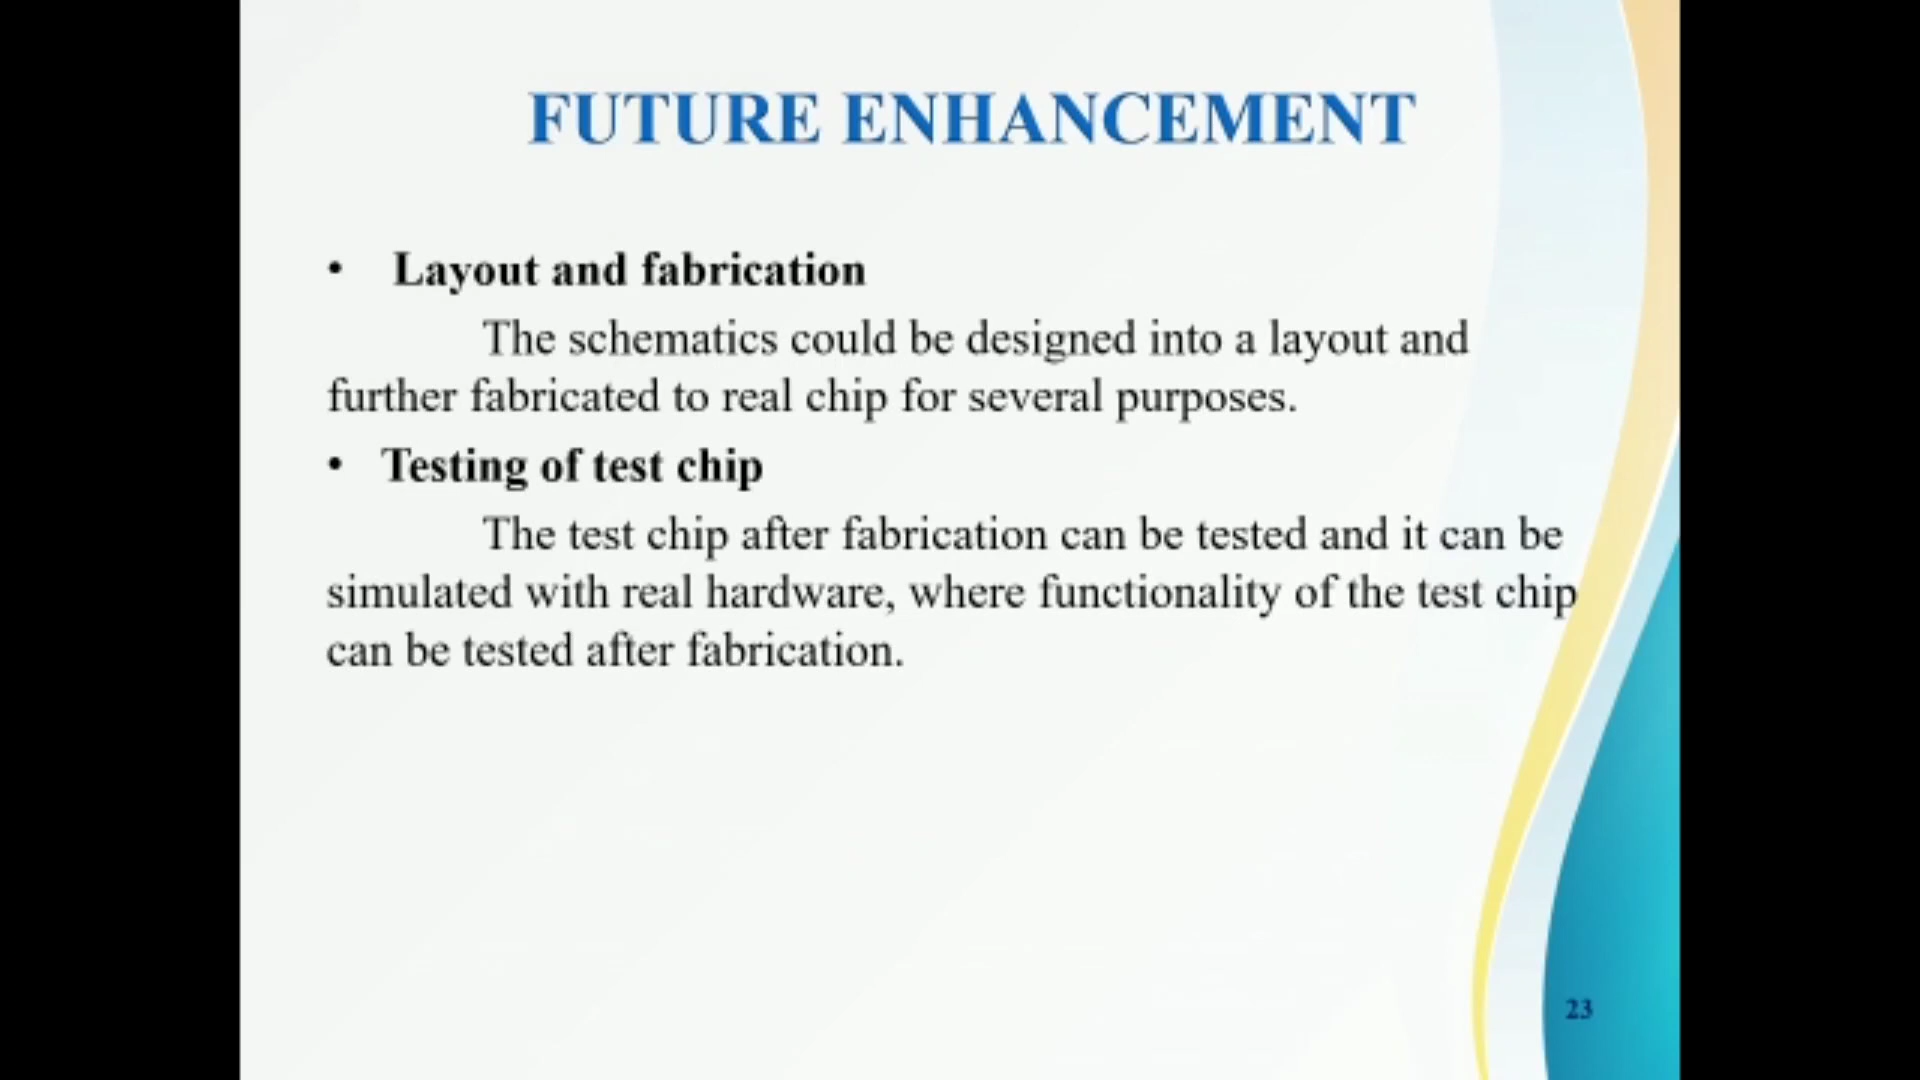 FUTURE ENHANCEMENT
• Layout and fabrication
The schematics could be designed into a layout and
further fabricated to real chip for several purposes.
• Testing of test chip
The test chip after fabrication can be tested and it can be
simulated with real hardware, where functionality of the test chip
can be tested after fabrication.
23